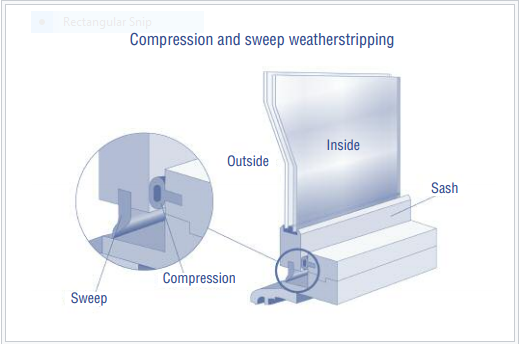 Rectangular Snip
Compression and sweep weatherstripping
Inside
Outside
Sash
Compression
Sweep